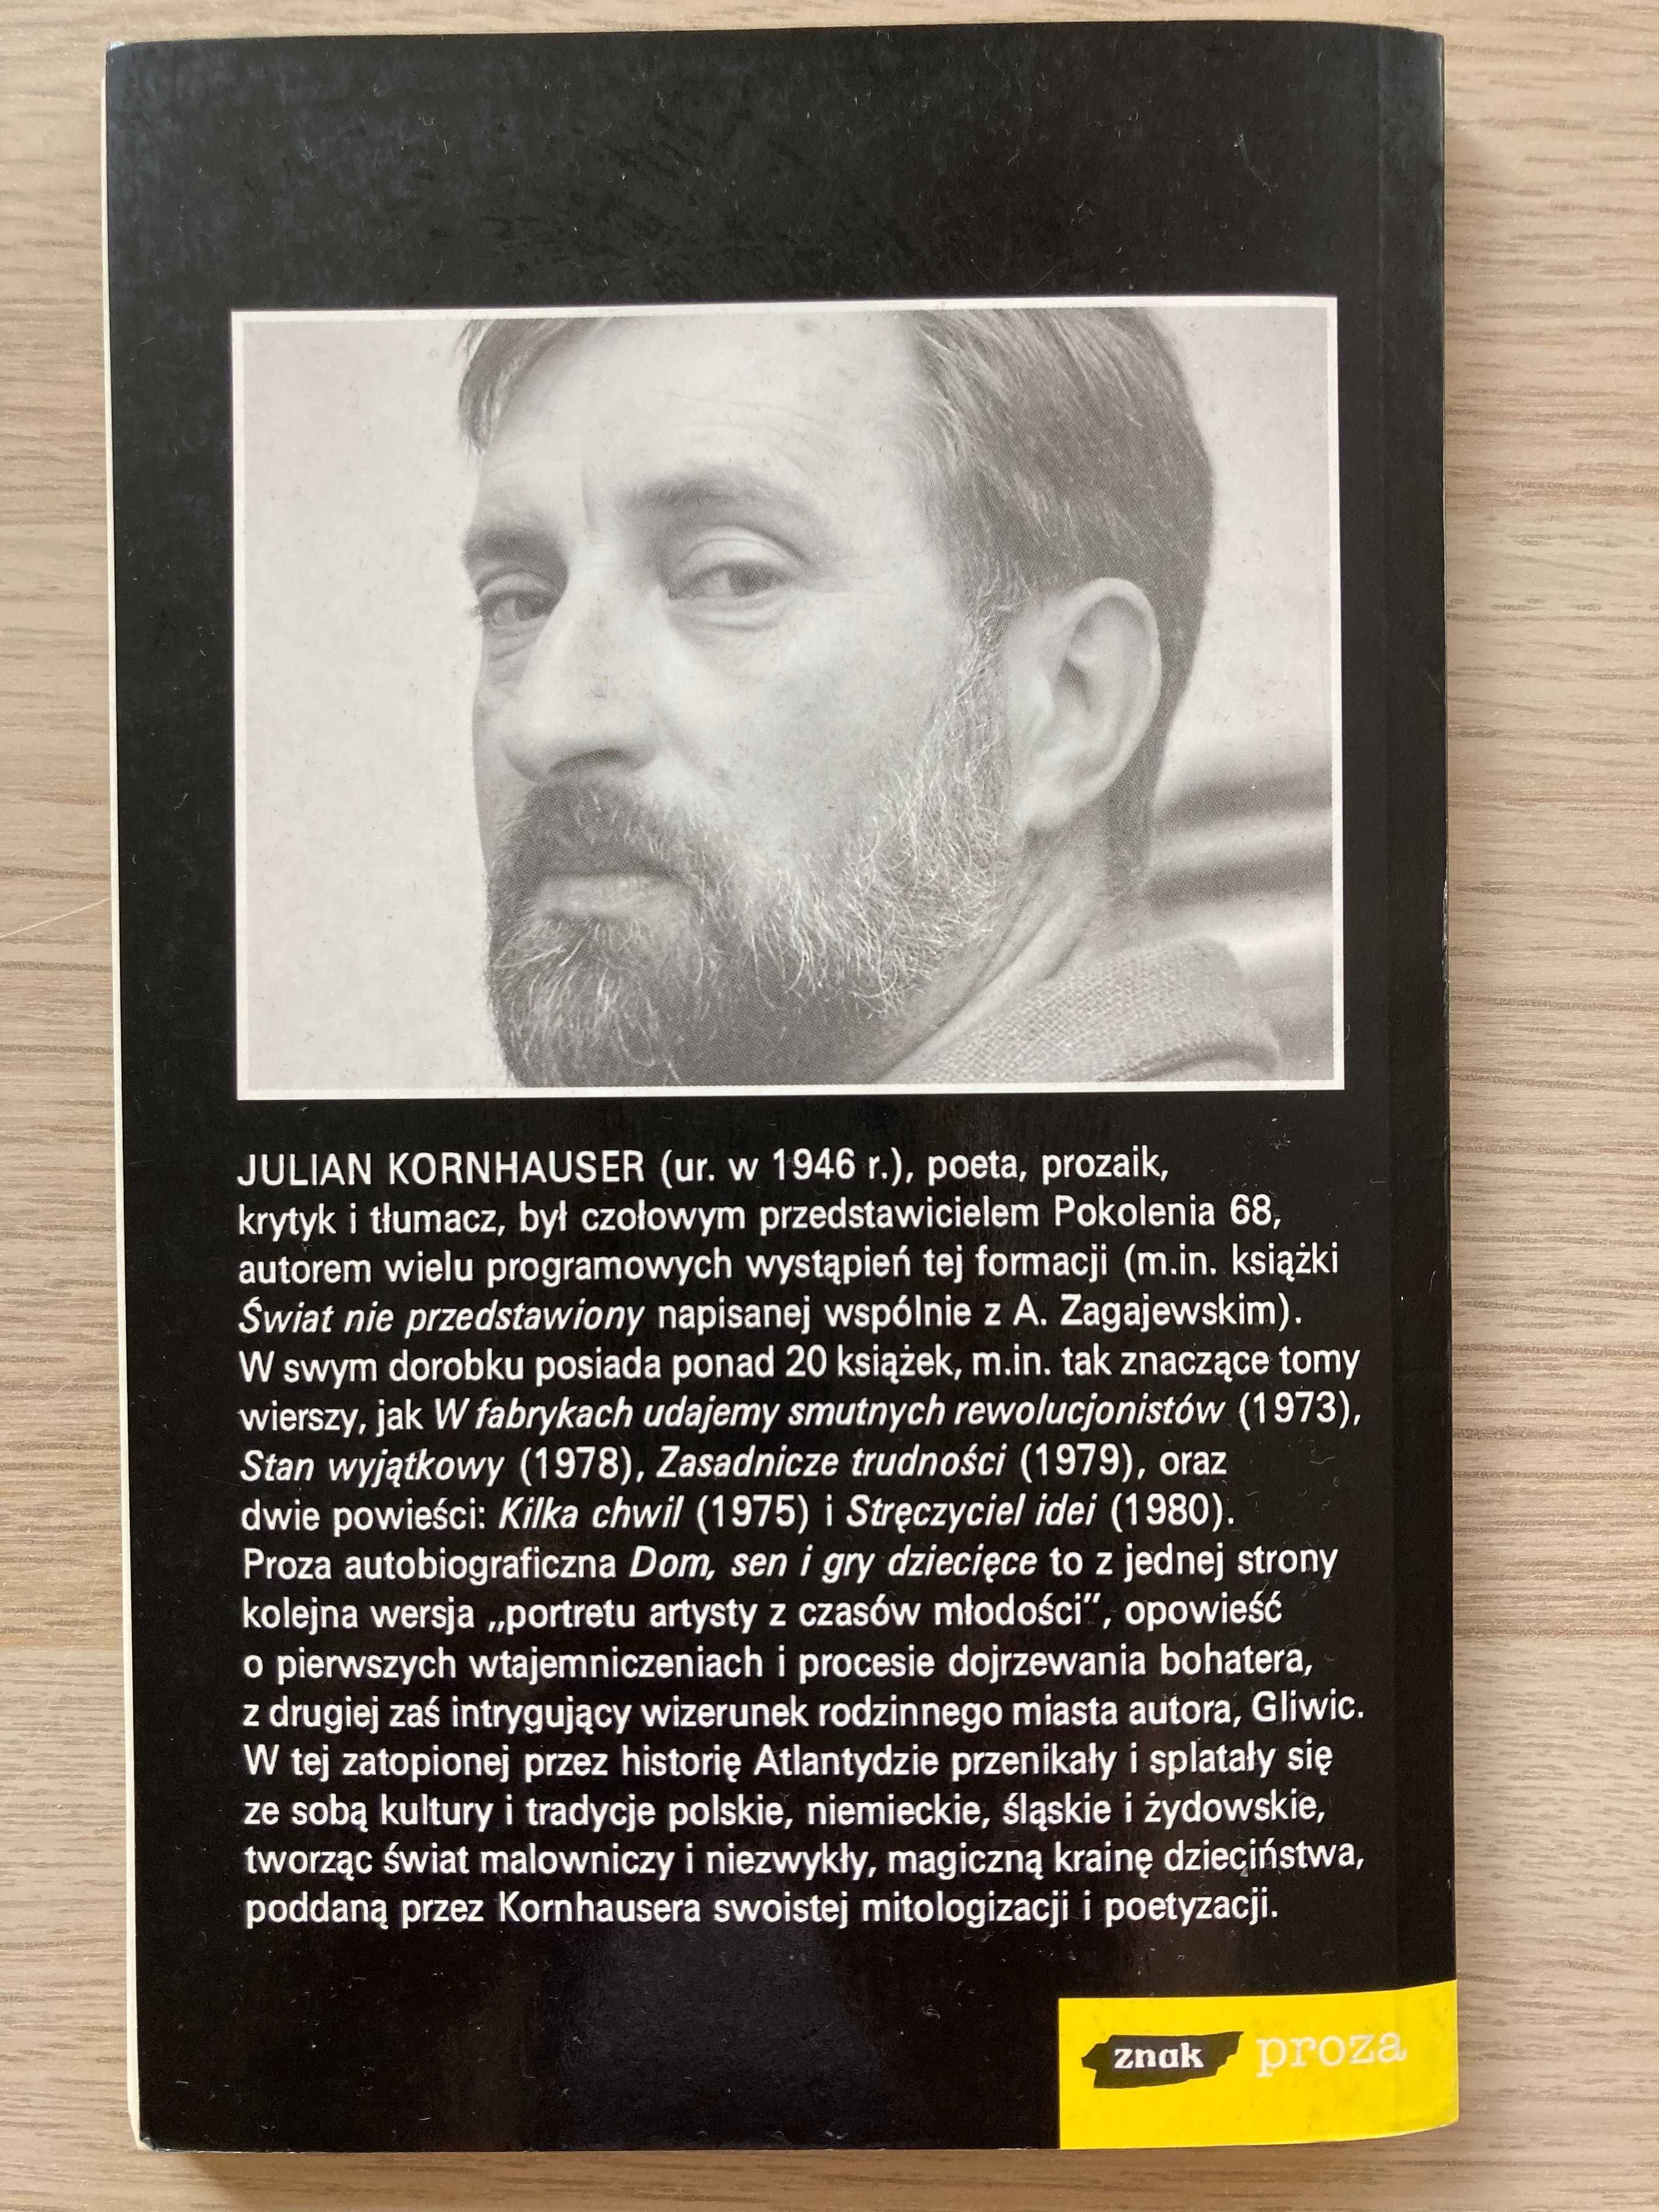 JULIAN KORNHAUSER (ur. w 1946 r.), poeta, prozaik,
krytyk i tłumacz, był czołowym przedstawicielem Pokolenia 68,
autorem wielu programowych wystąpień tej formacji (m.in. książki
Świat nie przedstawiony napisanej wspólnie z A. Zagajewskim).
W swym dorobku posiada ponad 20 książek, m.in. tak znaczące tomy
wierszy, jak W fabrykach udajemy smutnych rewolucjonistów (1973),
Stan wyjątkowy (1978), Zasadnicze trudności (1979), oraz
dwie powieści: Kilka chwil (1975) i Stręczyciel idei (1980).
Proza autobiograficzna Dom, sen i gry dziecięce to z jednej strony
kolejna wersja „portretu artysty z czasów młodości”, opowieść
o pierwszych wtajemniczeniach i procesie dojrzewania bohatera,
z drugiej zaś intrygujący wizerunek rodzinnego miasta autora, Gliwic.
W tej zatopionej przez historię Atlantydzie przenikały i splatały się
ze sobą kultury i tradycje polskie, niemieckie, śląskie i żydowskie,
tworząc świat malowniczy i niezwykły, magiczną krainę dzieciństwa,
poddaną przez Kornhausera swoistej mitologizacji i poetyzacji.
znak proza